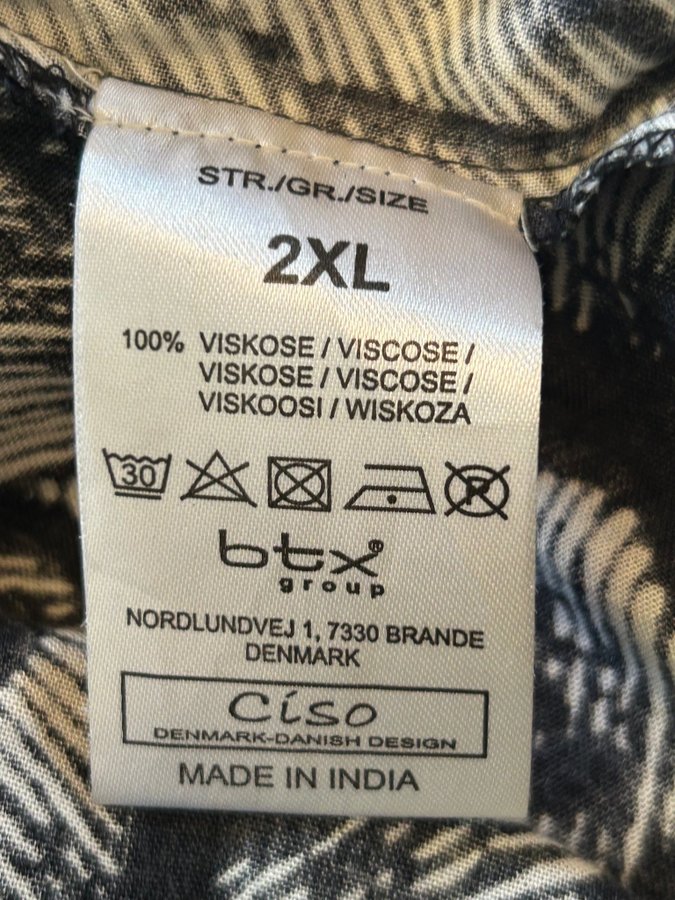 STR./GR./SIZE
2XL
100% VISKOSE / VISCOSE /
VISKOSE / VISCOSE /
VISKOOSI / WISKOZA
30 P
btx®
group
NORDLUNDVEJ 1, 7330 BRANDE
DENMARK
Ciso
DENMARK-DANISH DESIGN
MADE IN INDIA